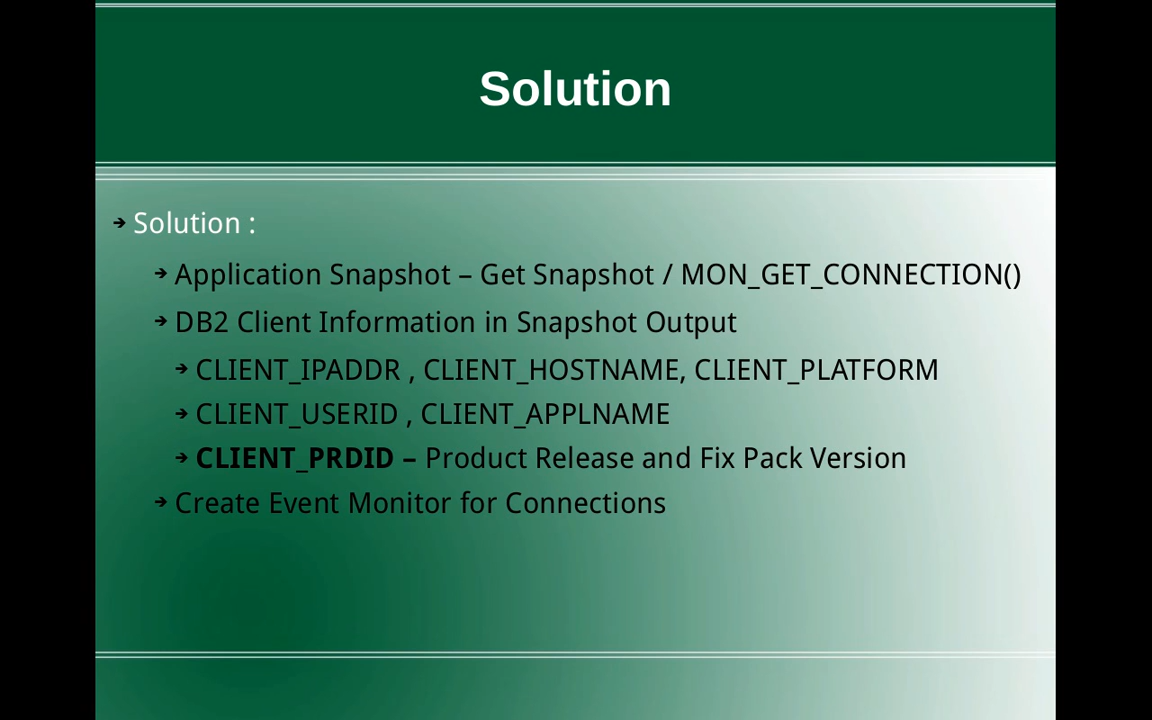 Solution
➔ Solution :
➔ Application Snapshot – Get Snapshot / MON_GET_CONNECTION()
➔ DB2 Client Information in Snapshot Output
➔ CLIENT_IPADDR , CLIENT_HOSTNAME, CLIENT_PLATFORM
➔ CLIENT_USERID , CLIENT_APPLNAME
➔ CLIENT_PRDID – Product Release and Fix Pack Version
➔ Create Event Monitor for Connections